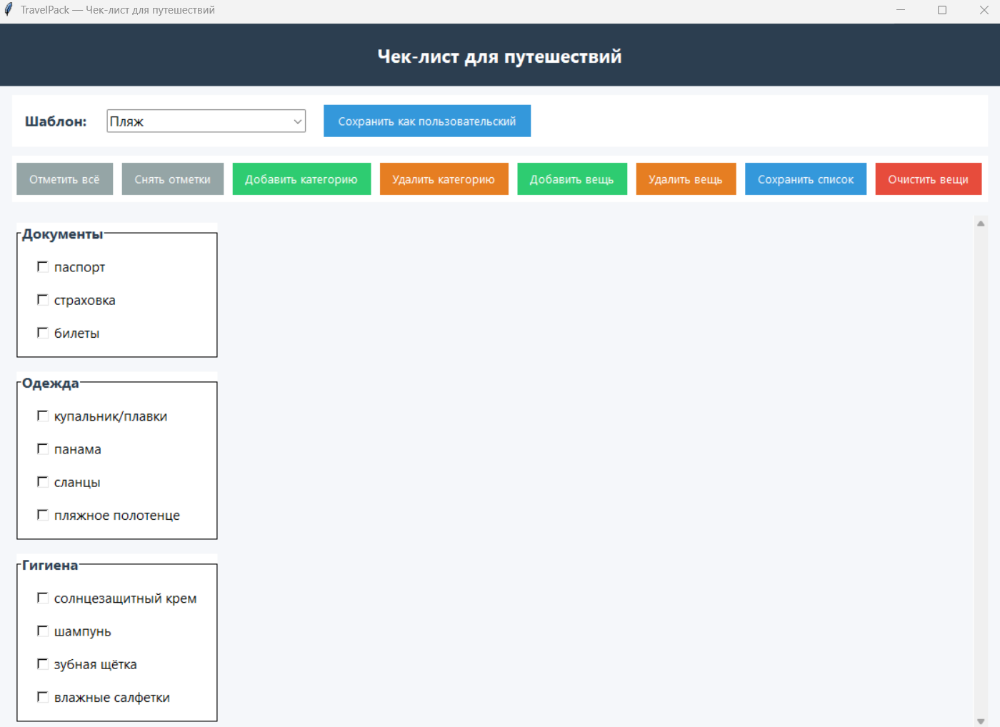 TravelPack — Чек-лист для путешествий
Чек-лист для путешествий
Шаблон: Пляж Сохранить как пользовательский
Отметить всё Снять отметки Добавить категорию Удалить категорию Добавить вещь Удалить вещь Сохранить список Очистить вещи
Документы
паспорт
страховка
билеты
Одежда
купальник/плавки
панама
сланцы
пляжное полотенце
Гигиена
солнцезащитный крем
шампунь
зубная щётка
влажные салфетки